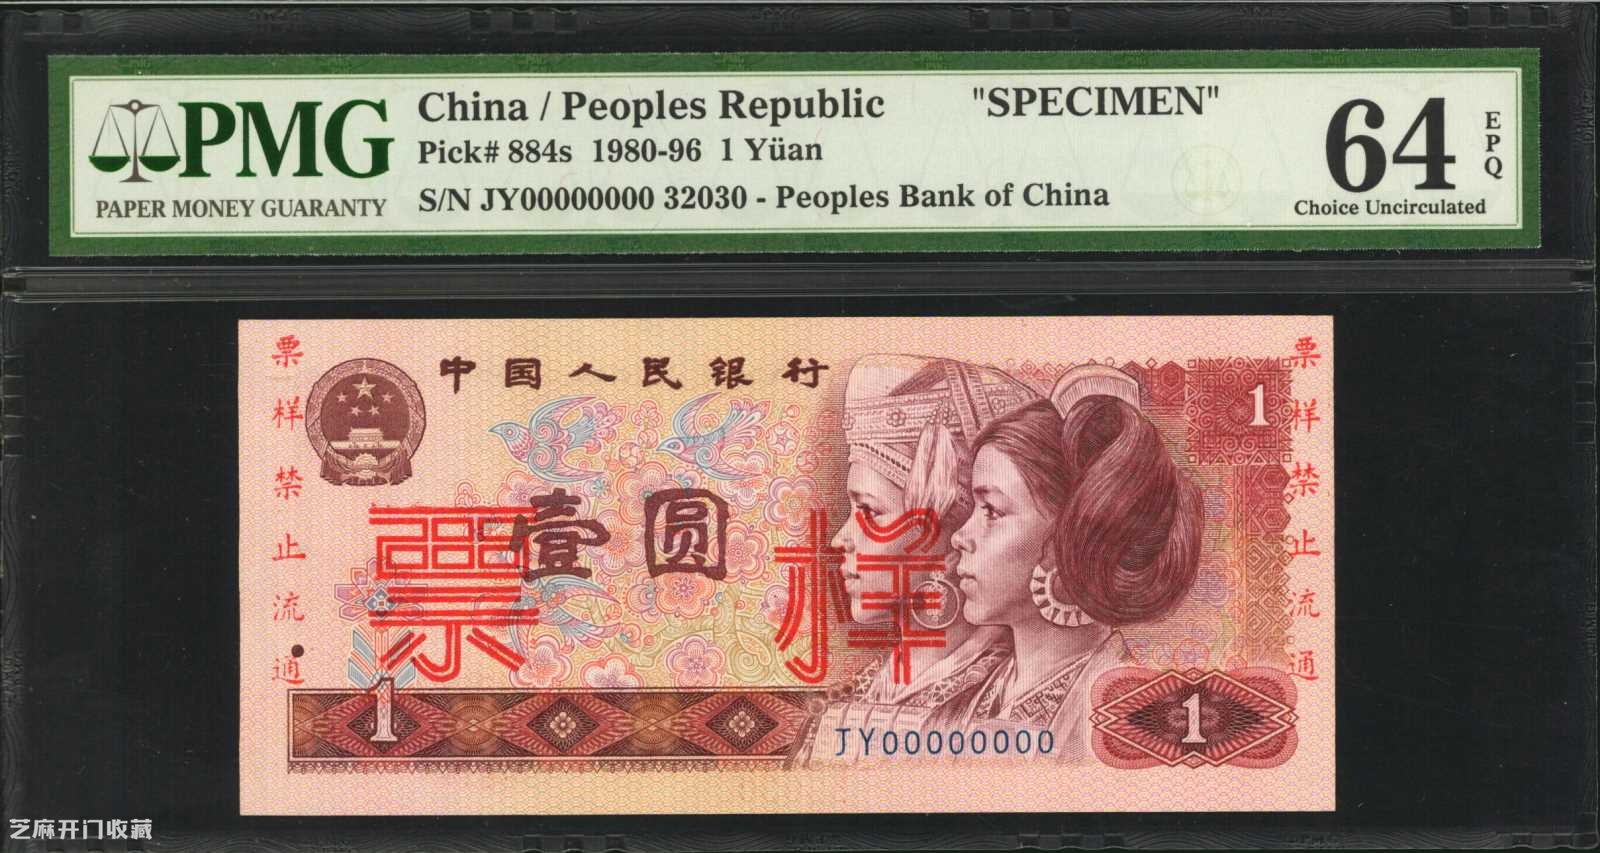 PMG
PAPER MONEY GUARANTY
China / Peoples Republic "SPECIMEN"
Pick# 884s 1980-96 1 Yüan
S/N JY00000000 32030 - Peoples Bank of China
64
EPQ
Choice Uncirculated
中国人民银行
票样禁止流通
票样禁止流通
1
壹圆
票样
1
JY00000000
1
芝麻开门收藏